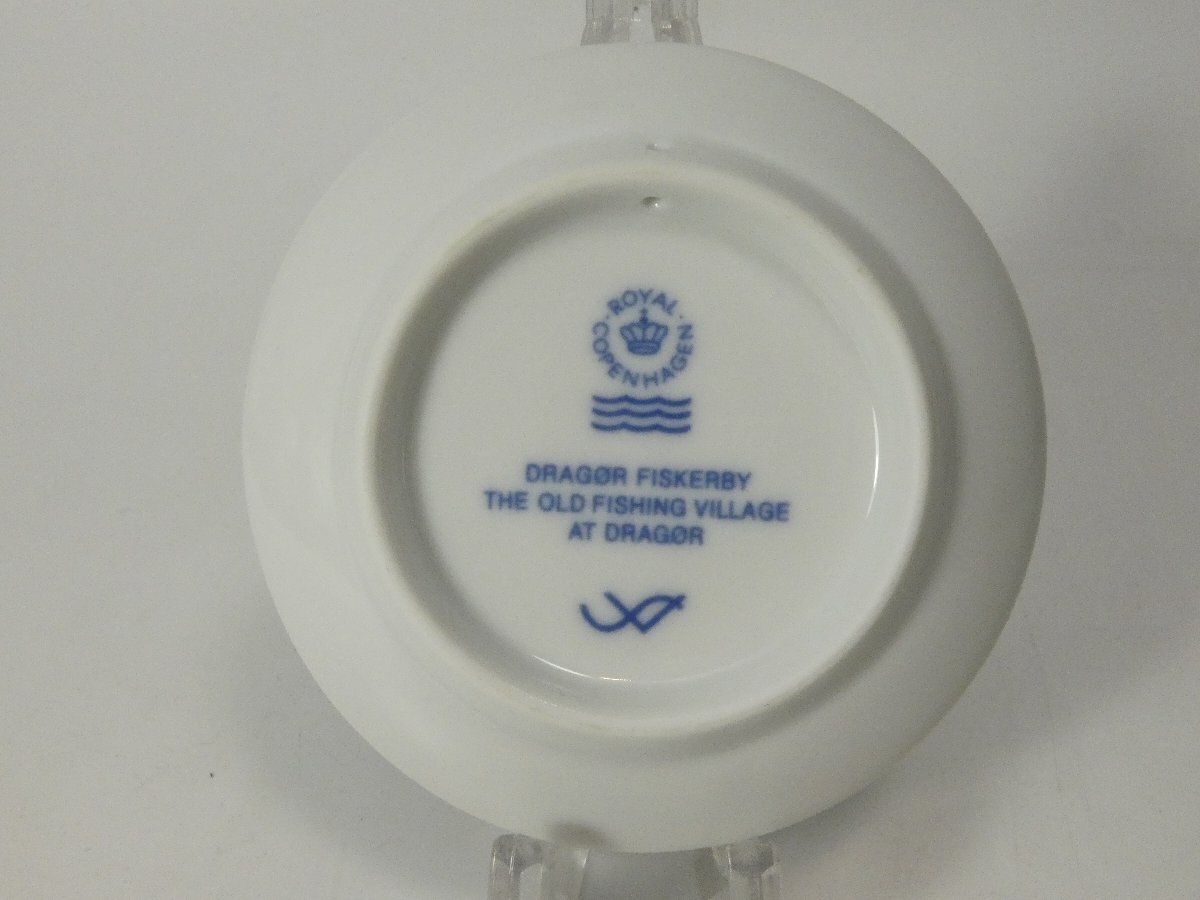 ROYAL
COPENHAGEN
DRAGØR FISKERBY
THE OLD FISHING VILLAGE
AT DRAGØR